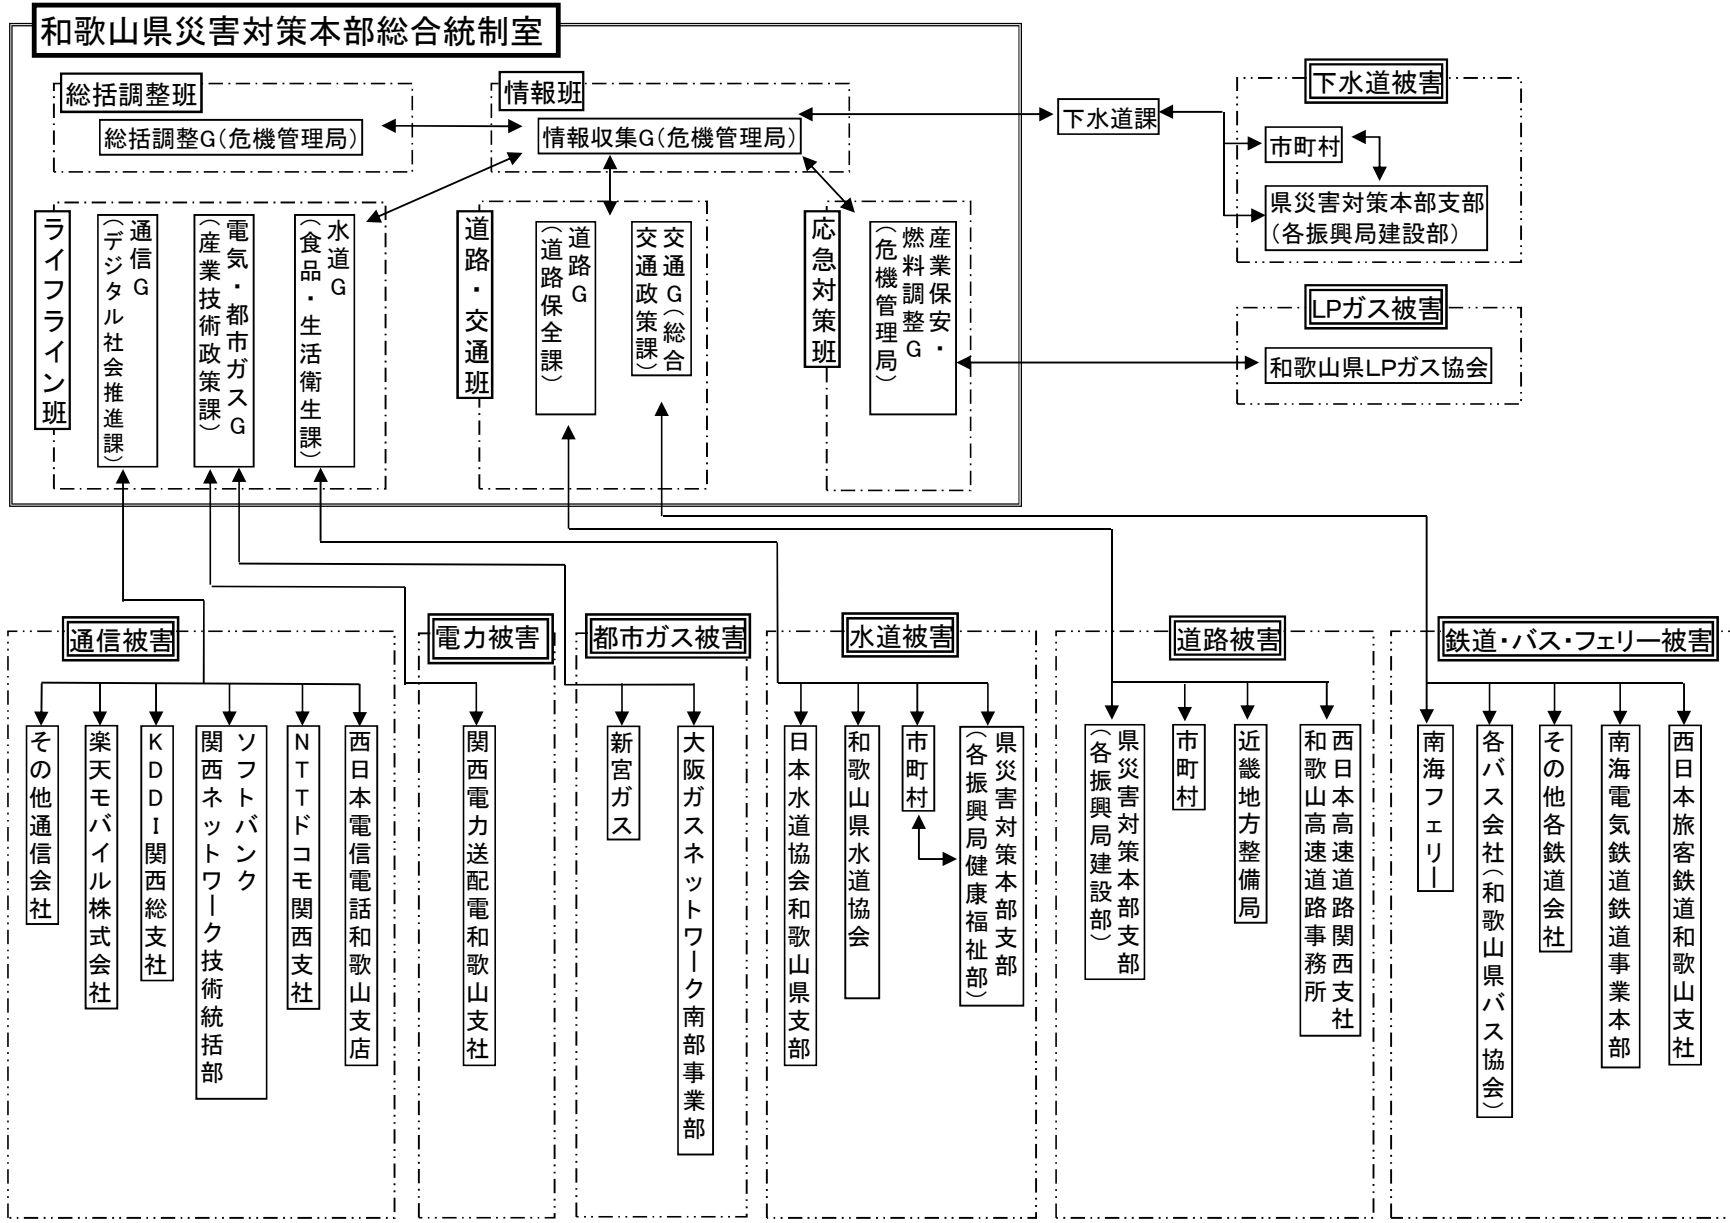 和歌山県災害対策本部総合統制室
総括調整班
総括調整G(危機管理局)
情報班
情報収集G(危機管理局)
下水道課
下水道被害
市町村
県災害対策本部支部
(各振興局建設部)
ライフライン班
通信G
(デジタル社会推進課)
電気・都市ガスG
(産業技術政策課)
水道G
(食品・生活衛生課)
道路・交通班
道路G
(道路保全課)
交通G(総合
交通政策課)
応急対策班
産業保安・
燃料調整G
(危機管理局)
LPガス被害
和歌山県LPガス協会
通信被害
その他通信会社
楽天モバイル株式会社
KDDI関西総支社
ソフトバンク
関西ネットワーク技術統括部
NTTドコモ関西支社
西日本電信電話和歌山支店
電力被害
関西電力送配電和歌山支社
都市ガス被害
新宮ガス
大阪ガスネットワーク南部事業部
水道被害
日本水道協会和歌山県支部
和歌山県水道協会
市町村
県災害対策本部支部
(各振興局健康福祉部)
道路被害
県災害対策本部支部
(各振興局建設部)
市町村
近畿地方整備局
西日本高速道路関西支社
和歌山高速道路事務所
鉄道・バス・フェリー被害
南海フェリー
各バス会社(和歌山県バス協会)
その他各鉄道会社
南海電気鉄道鉄道事業本部
西日本旅客鉄道和歌山支社